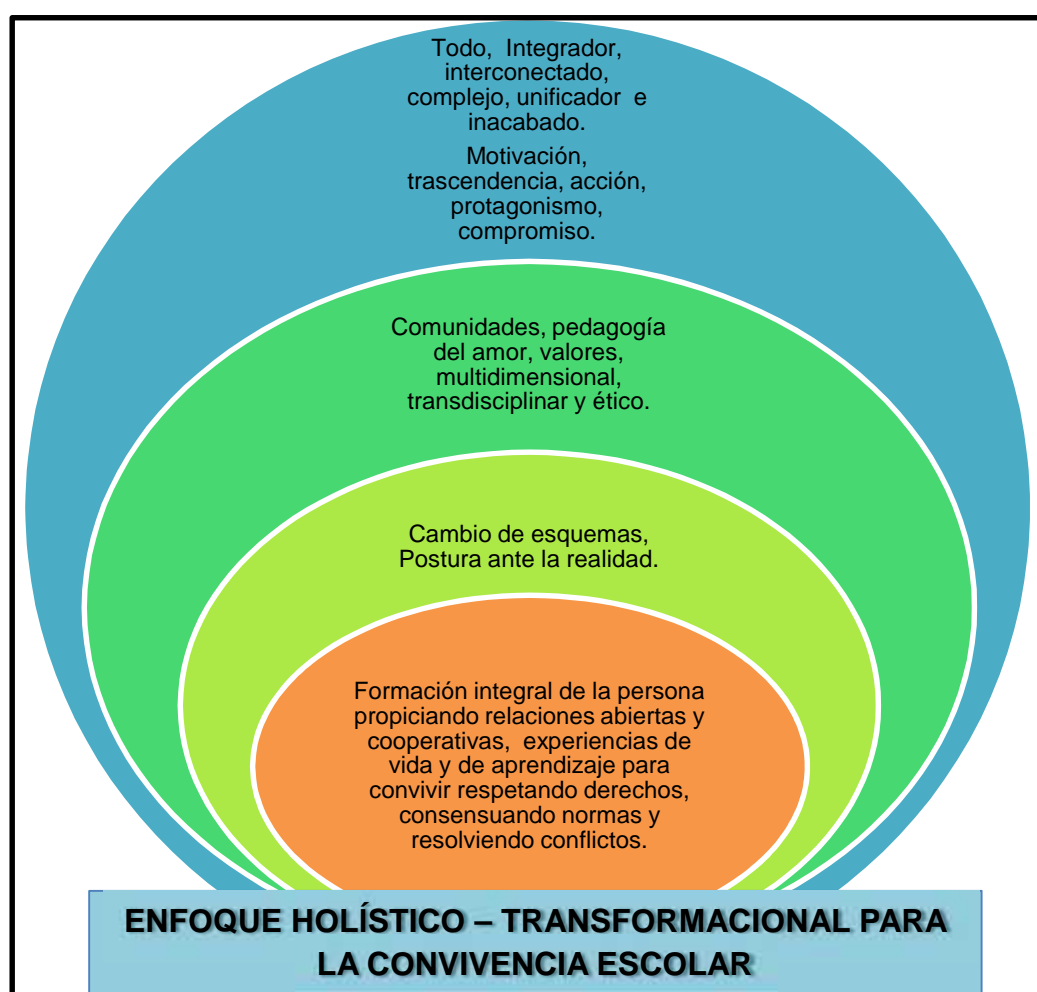 Todo, Integrador,
interconectado,
complejo, unificador e
inacabado.
Motivación,
trascendencia, acción,
protagonismo,
compromiso.
Comunidades, pedagogía
del amor, valores,
multidimensional,
transdisciplinar y ético.
Cambio de esquemas,
Postura ante la realidad.
Formación integral de la persona
propiciando relaciones abiertas y
cooperativas, experiencias de
vida y de aprendizaje para
convivir respetando derechos,
consensuando normas y
resolviendo conflictos.
ENFOQUE HOLÍSTICO – TRANSFORMACIONAL PARA
LA CONVIVENCIA ESCOLAR